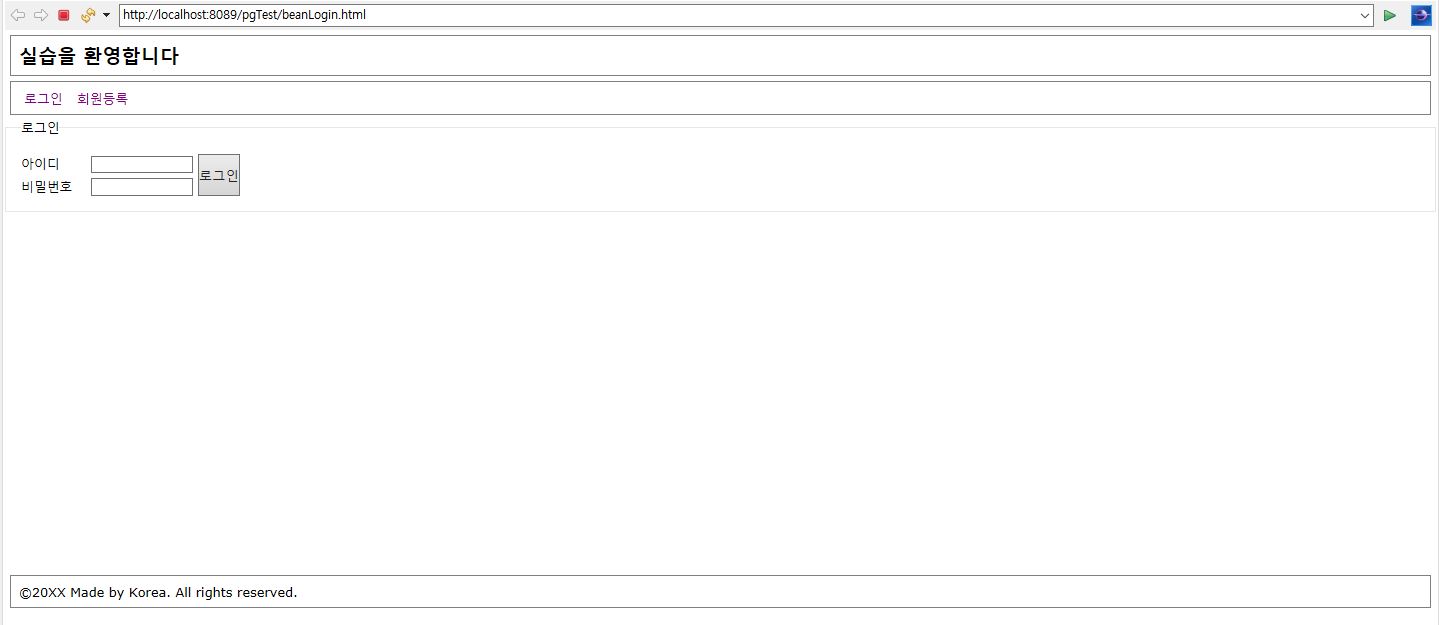 http://localhost:8089/pgTest/beanLogin.html
실습을 환영합니다
로그인 회원등록
로그인
아이디
로그인
비밀번호
©20XX Made by Korea. All rights reserved.